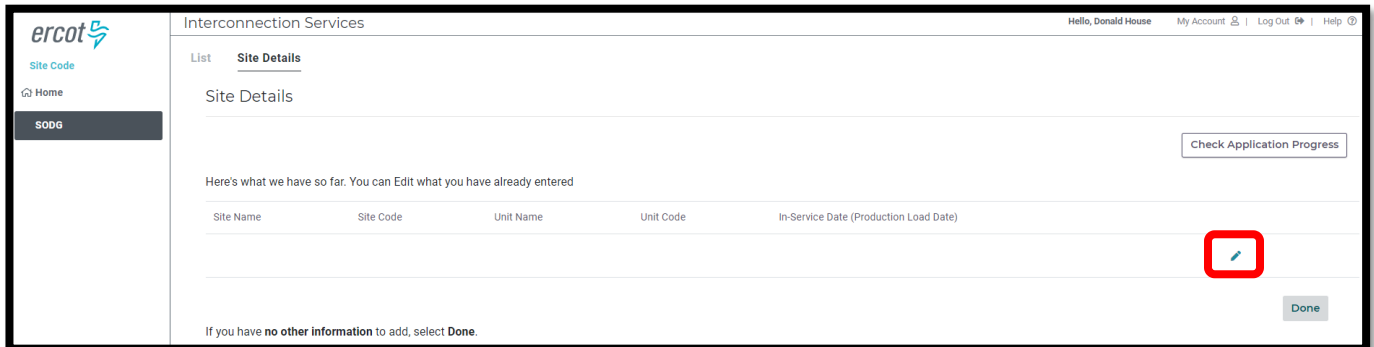 ercot
Interconnection Services
Hello, Donald House My Account | Log Out | Help
Site Code
Home
SODG
List Site Details
Site Details
Check Application Progress
Here's what we have so far. You can Edit what you have already entered
Site Name Site Code Unit Name Unit Code In-Service Date (Production Load Date)
Done
If you have no other information to add, select Done.